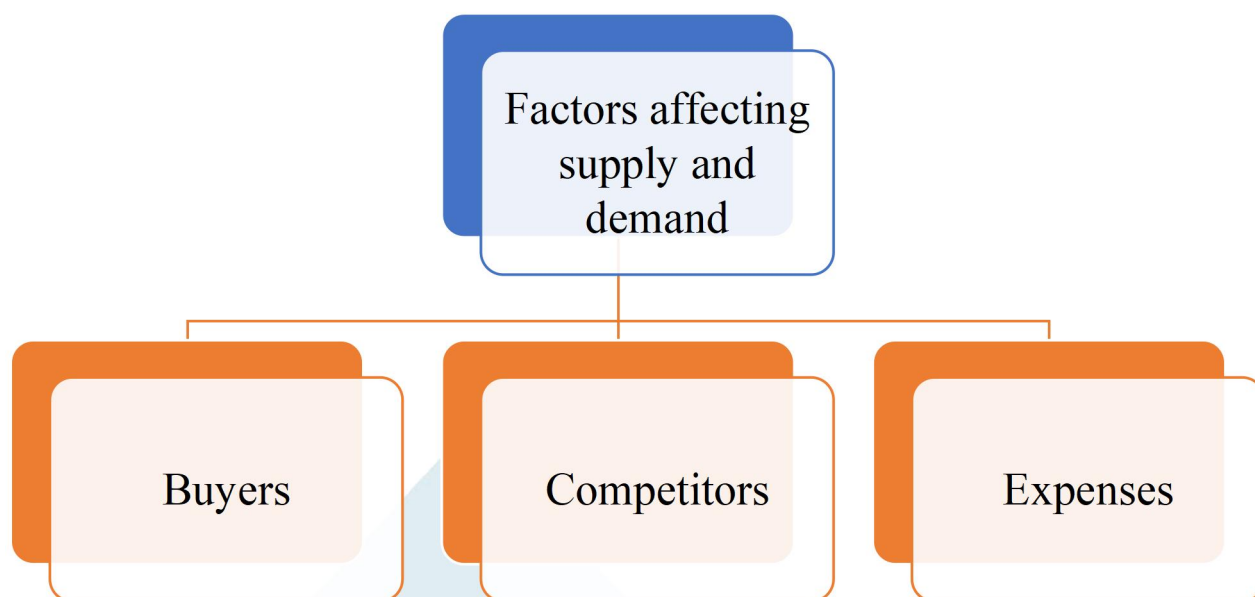 Factors affecting
supply and
demand
Buyers
Competitors
Expenses